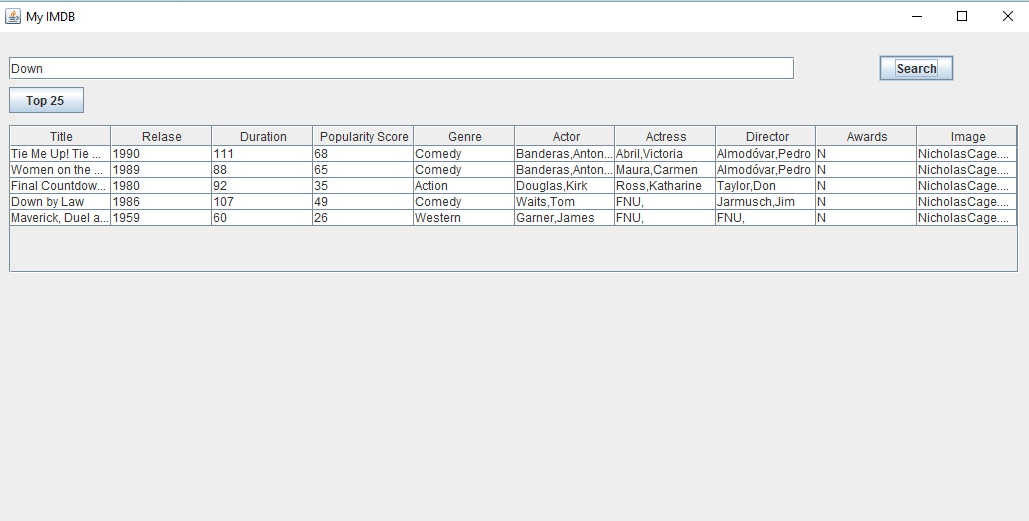 My IMDB
Down Search
Top 25
Title Relase Duration Popularity Score Genre Actor Actress Director Awards Image
Tie Me Up! Tie ... 1990 111 68 Comedy Banderas,Anton... Abril,Victoria Almodóvar,Pedro N NicholasCage....
Women on the ... 1989 88 65 Comedy Banderas,Anton... Maura,Carmen Almodóvar,Pedro N NicholasCage....
Final Countdow... 1980 92 35 Action Douglas,Kirk Ross,Katharine Taylor,Don N NicholasCage....
Down by Law 1986 107 49 Comedy Waits,Tom FNU, Jarmusch,Jim N NicholasCage....
Maverick, Duel a... 1959 60 26 Western Garner,James FNU, FNU, N NicholasCage....